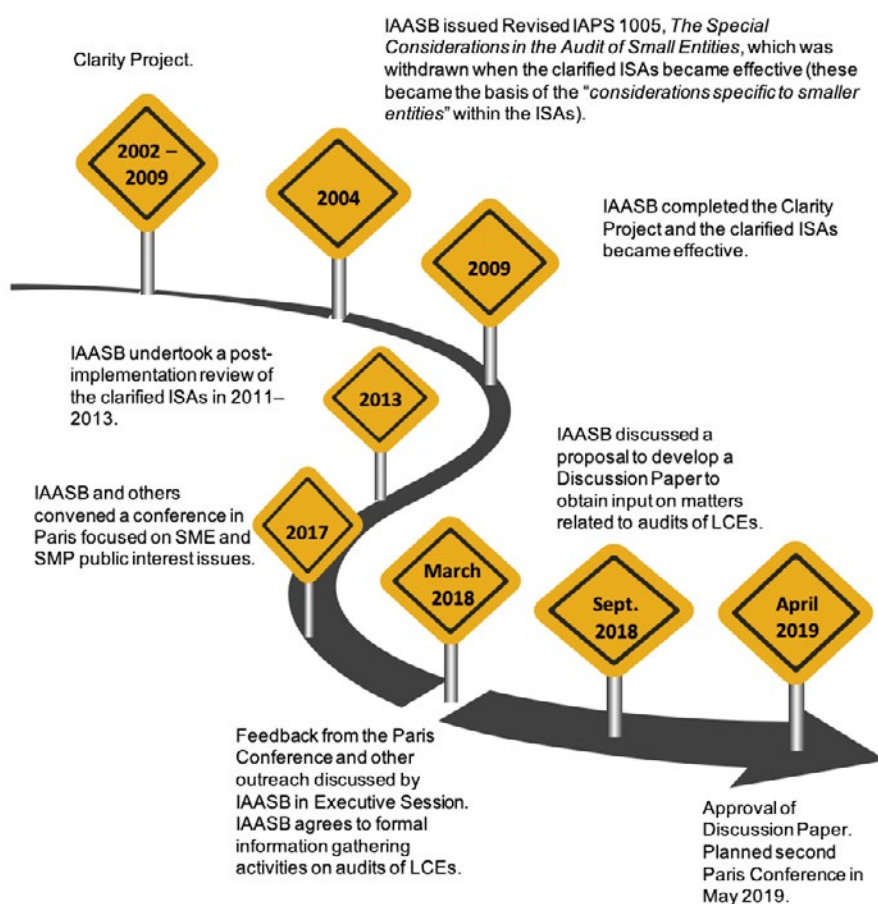 Clarity Project.
2002 –
2009
IAASB issued Revised IAPS 1005, The Special
Considerations in the Audit of Small Entities, which was
withdrawn when the clarified ISAs became effective (these
became the basis of the “considerations specific to smaller
entities” within the ISAs).
2004
IAASB completed the Clarity
Project and the clarified ISAs
became effective.
2009
IAASB undertook a post-
implementation review of
the clarified ISAs in 2011–
2013.
2013
IAASB and others
convened a conference in
Paris focused on SME and
SMP public interest issues.
2017
March
2018
Feedback from the Paris
Conference and other
outreach discussed by
IAASB in Executive Session.
IAASB agrees to formal
information gathering
activities on audits of LCEs.
IAASB discussed a
proposal to develop a
Discussion Paper to
obtain input on matters
related to audits of LCEs.
Sept.
2018
April
2019
Approval of
Discussion Paper.
Planned second
Paris Conference in
May 2019.